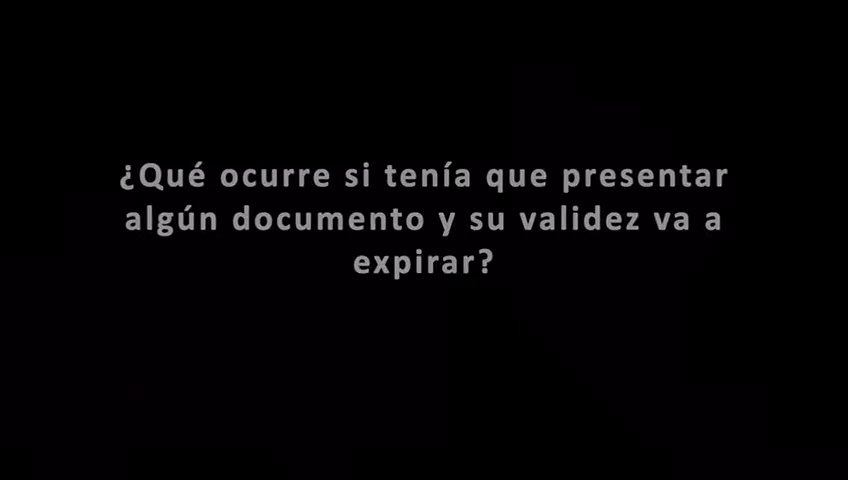 ¿Qué ocurre si tenía que presentar
algún documento y su validez va a
expirar?